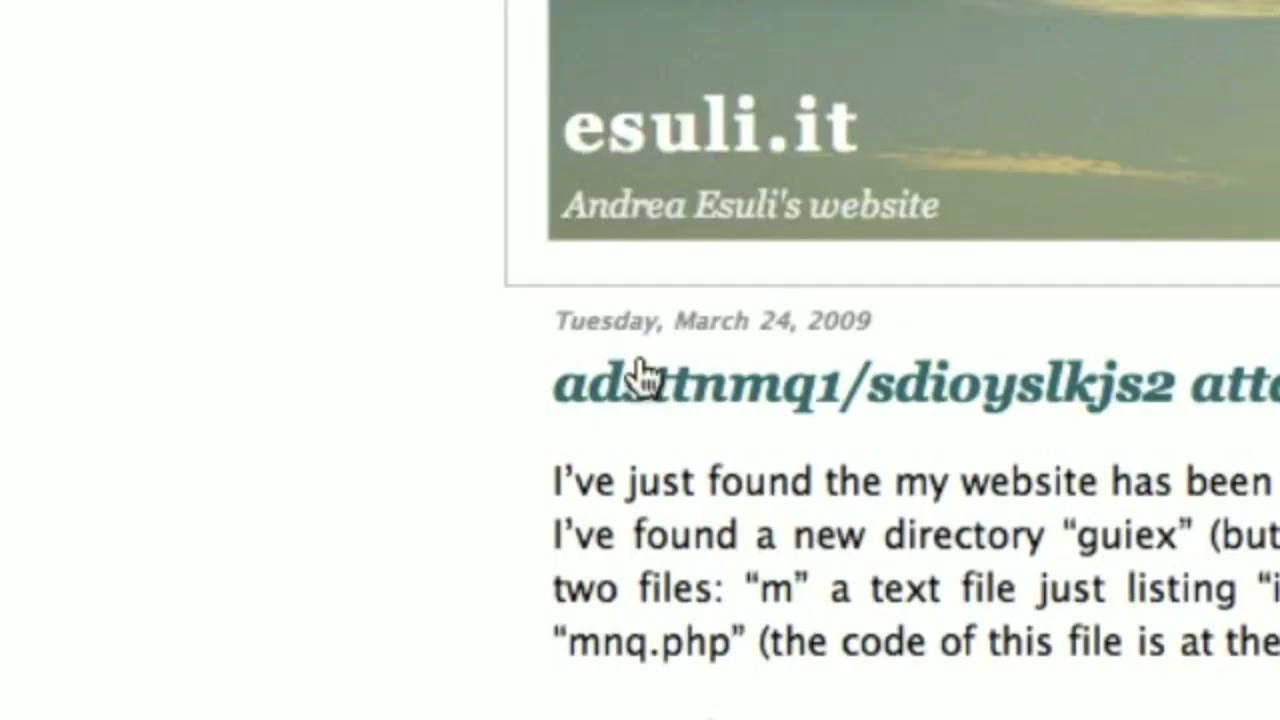 esuli.it
Andrea Esuli's website
Tuesday, March 24, 2009
I've just found the my website has been
I've found a new directory “guiex” (but
two files: “m” a text file just listing “i
“mnq.php” (the code of this file is at the